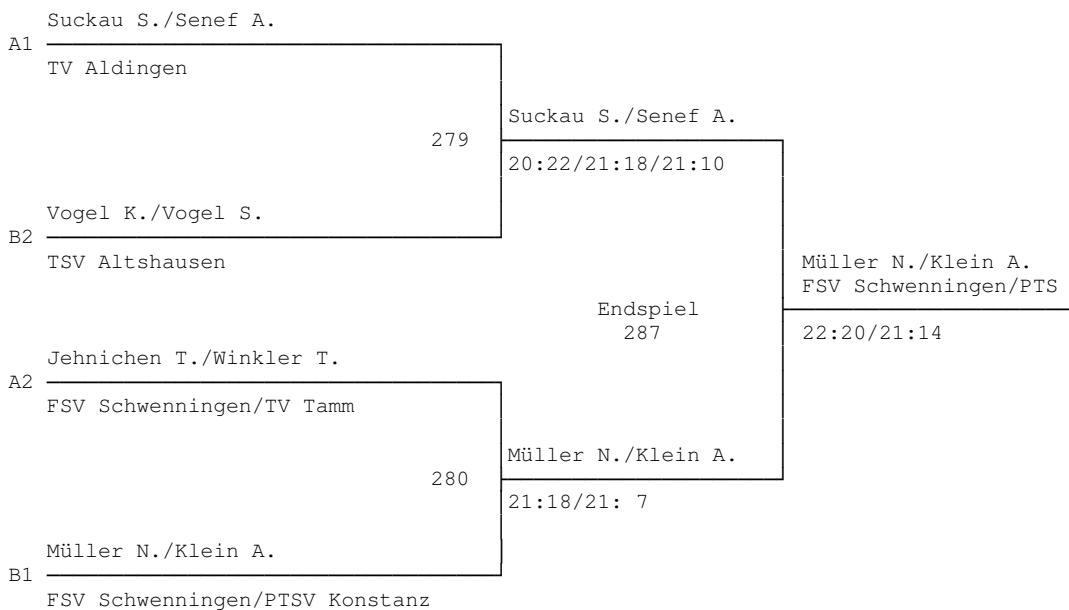 Suckau S./Senef A.
A1
TV Aldingen
Suckau S./Senef A.
279
20:22/21:18/21:10
Vogel K./Vogel S.
B2
TSV Altshausen
Müller N./Klein A.
FSV Schwenningen/PTS
Endspiel
287
22:20/21:14
Jehnichen T./Winkler T.
A2
FSV Schwenningen/TV Tamm
Müller N./Klein A.
280
21:18/21: 7
Müller N./Klein A.
B1
FSV Schwenningen/PTSV Konstanz